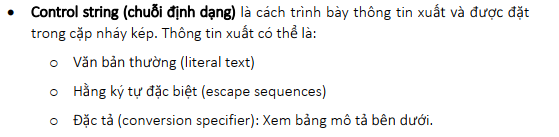 • Control string (chuỗi định dạng) là cách trình bày thông tin xuất và được đặt
trong cặp nháy kép. Thông tin xuất có thể là:
o Văn bản thường (literal text)
o Hằng ký tự đặc biệt (escape sequences)
o Đặc tả (conversion specifier): Xem bảng mô tả bên dưới.